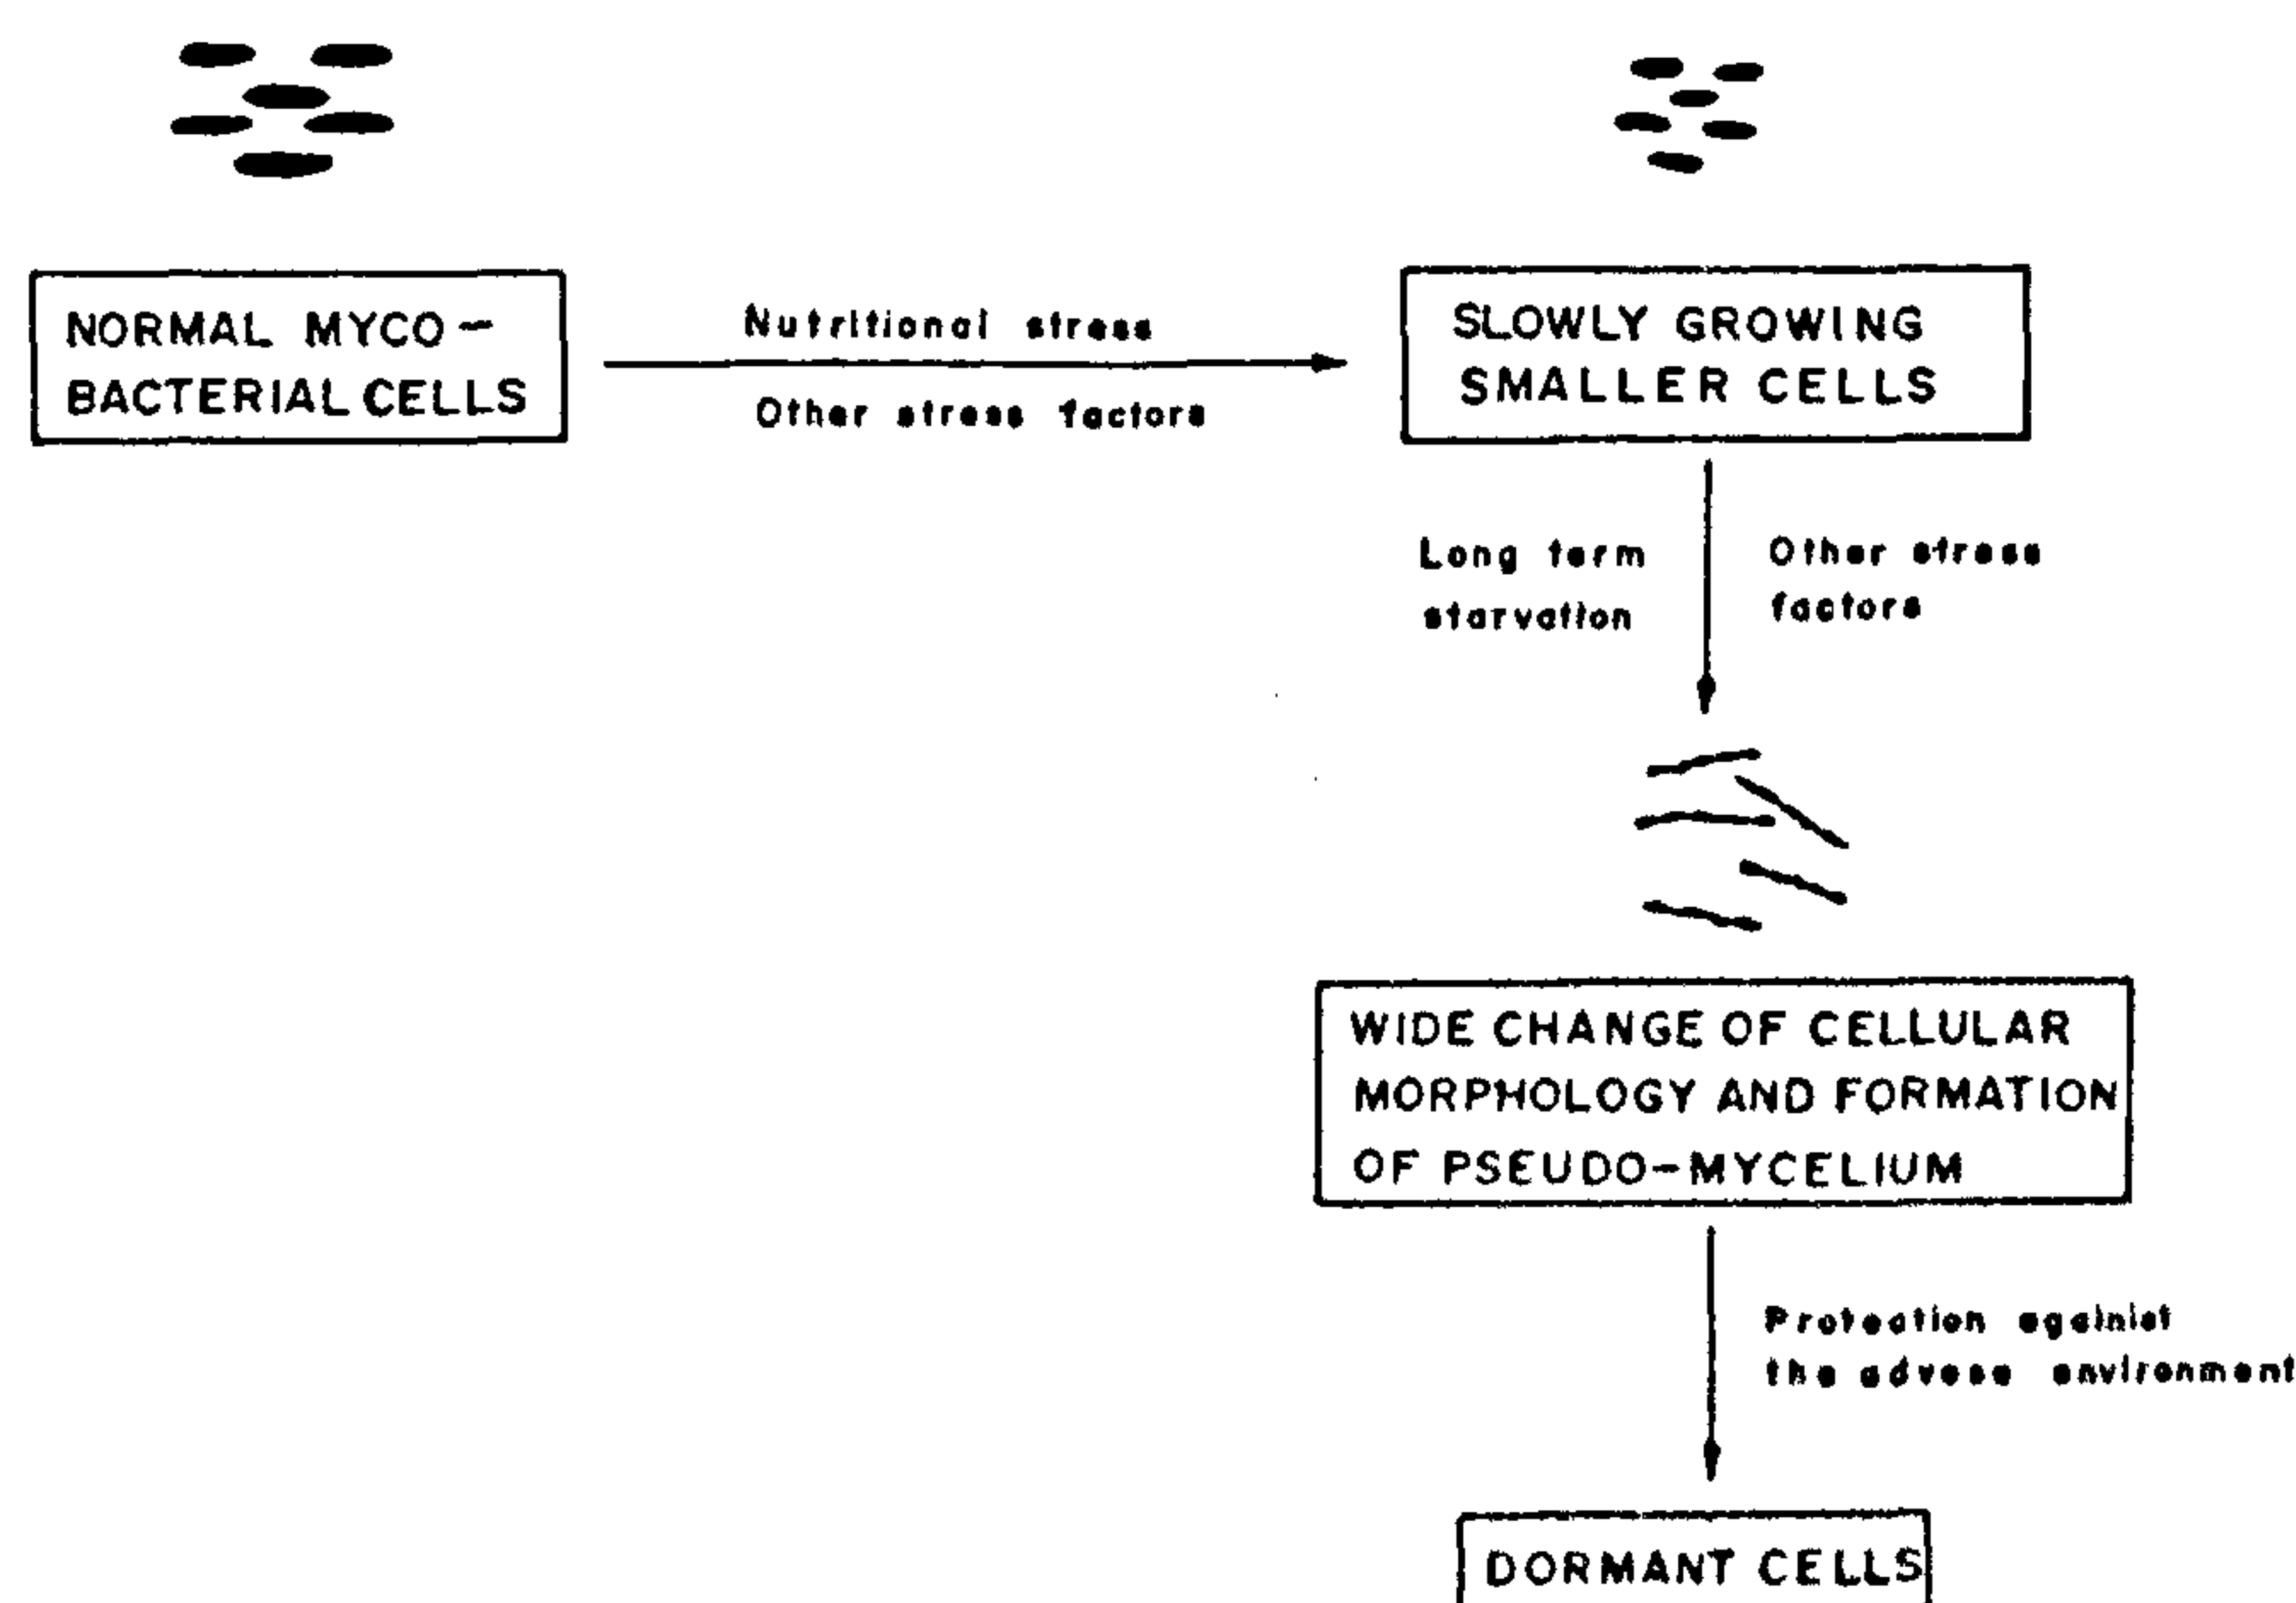 NORMAL MYCO-
BACTERIAL CELLS
Nutritional stress
Other stress factors
SLOWLY GROWING
SMALLER CELLS
Long term
starvation
Other stress
factors
WIDE CHANGE OF CELLULAR
MORPHOLOGY AND FORMATION
OF PSEUDO-MYCELIUM
Protection againist
the advese environment
DORMANT CELLS